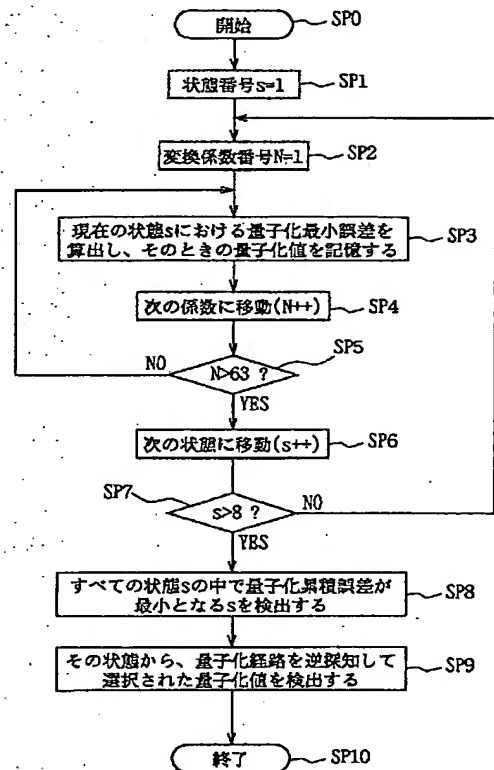 開始
SP0
状態番号s=1
SP1
変換係数番号N=1
SP2
現在の状態sにおける量子化最小誤差を
算出し、そのときの量子化値を記憶する
SP3
次の係数に移動(N++)
SP4
N>63 ?
SP5
NO
YES
次の状態に移動(s++)
SP6
SP7
s>8 ?
NO
YES
すべての状態Sの中で量子化累積誤差が
最小となるsを検出する
SP8
その状態から、量子化経路を逆探知して
選択された量子化値を検出する
SP9
終了
SP10